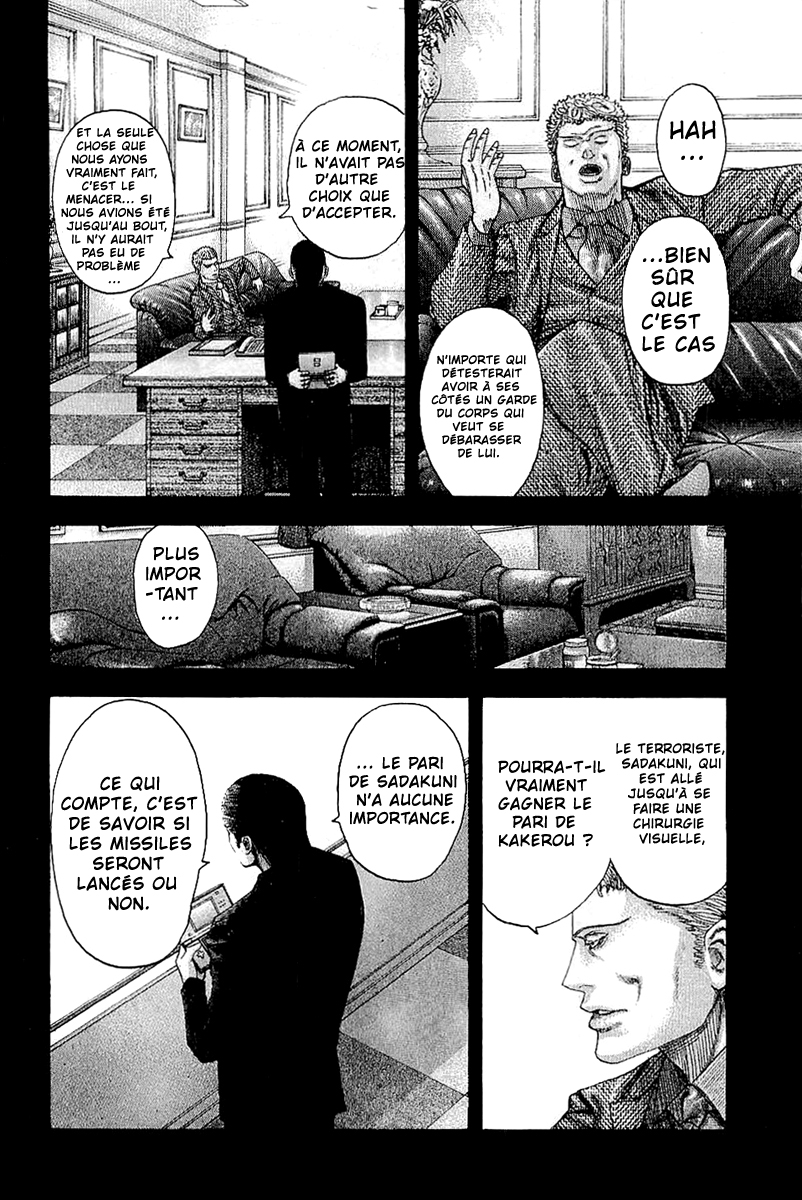 HAH
...
...BIEN
SÛR
QUE
C'EST
LE CAS
N'IMPORTE QUI
DÉTESTERAIT
AVOIR À SES
CÔTÉS UN GARDE
DU CORPS QUI
VEUT SE
DÉBARASSER
DE LUI.
À CE MOMENT,
IL N'AVAIT PAS
D'AUTRE
CHOIX QUE
D'ACCEPTER.
ET LA SEULE
CHOSE QUE
NOUS AYONS
VRAIMENT FAIT,
C'EST LE
MENACER... SI
NOUS AVIONS ÉTÉ
JUSQU'AU BOUT,
IL N'Y AURAIT
PAS EU DE
PROBLÈME
...
PLUS
IMPOR
-TANT
...
LE TERRORISTE,
SADAKUNI, QUI
EST ALLÉ
JUSQU'À SE
FAIRE UNE
CHIRURGIE
VISUELLE,
POURRA-T-IL
VRAIMENT
GAGNER LE
PARI DE
KAKEROU ?
... LE PARI
DE SADAKUNI
N'A AUCUNE
IMPORTANCE.
CE QUI
COMPTE, C'EST
DE SAVOIR SI
LES MISSILES
SERONT
LANCÉS OU
NON.